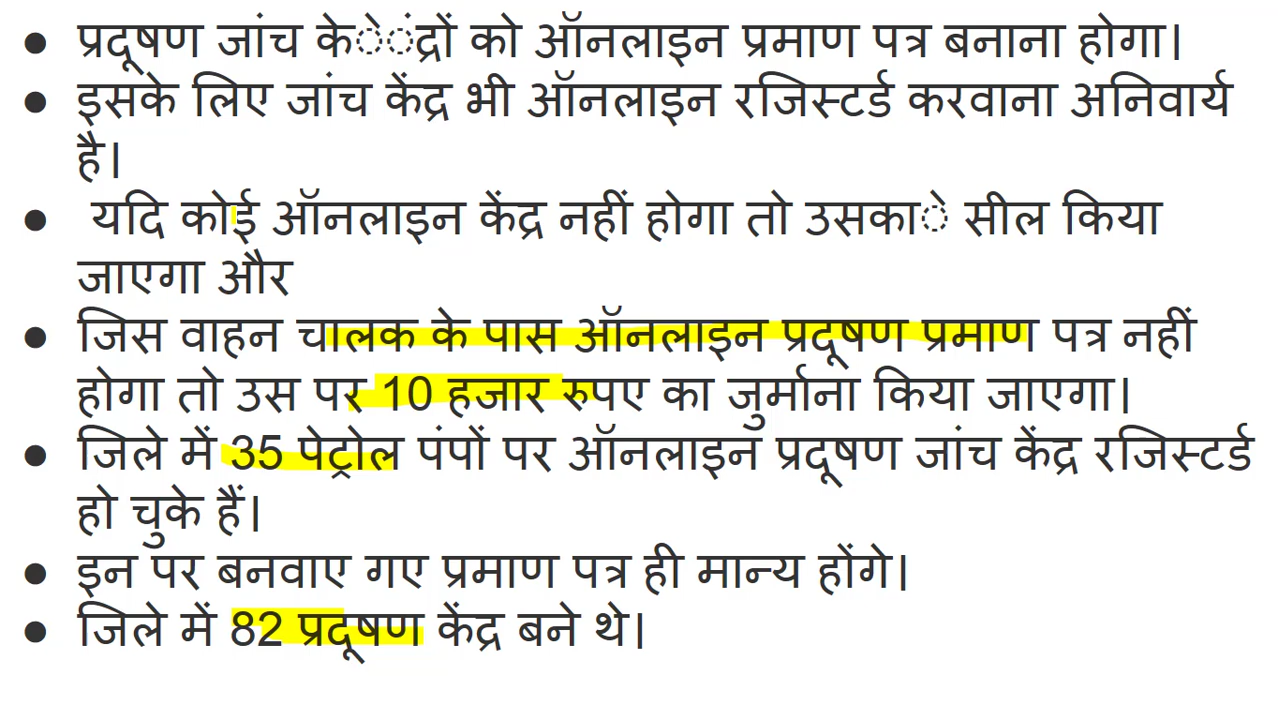 ● प्रदूषण जांच केेंद्रों को ऑनलाइन प्रमाण पत्र बनाना होगा।
● इसके लिए जांच केंद्र भी ऑनलाइन रजिस्टर्ड करवाना अनिवार्य
है।
● यदि कोई ऑनलाइन केंद्र नहीं होगा तो उसकाे सील किया
जाएगा और
● जिस वाहन चालक के पास ऑनलाइन प्रदूषण प्रमाण पत्र नहीं
होगा तो उस पर 10 हजार रुपए का जुर्माना किया जाएगा।
● जिले में 35 पेट्रोल पंपों पर ऑनलाइन प्रदूषण जांच केंद्र रजिस्टर्ड
हो चुके हैं।
● इन पर बनवाए गए प्रमाण पत्र ही मान्य होंगे।
● जिले में 82 प्रदूषण केंद्र बने थे।